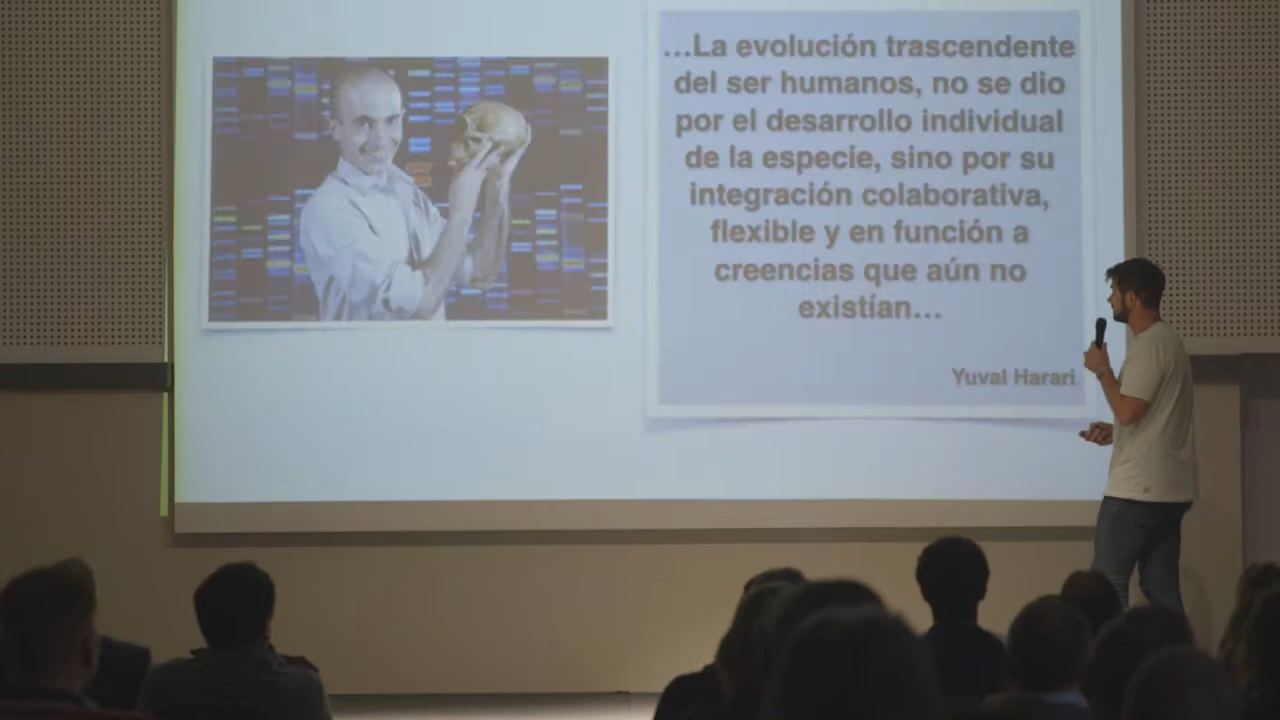 ...La evolución trascendente
del ser humanos, no se dio
por el desarrollo individual
de la especie, sino por su
integración colaborativa,
flexible y en función a
creencias que aún no
existían...
Yuval Harari